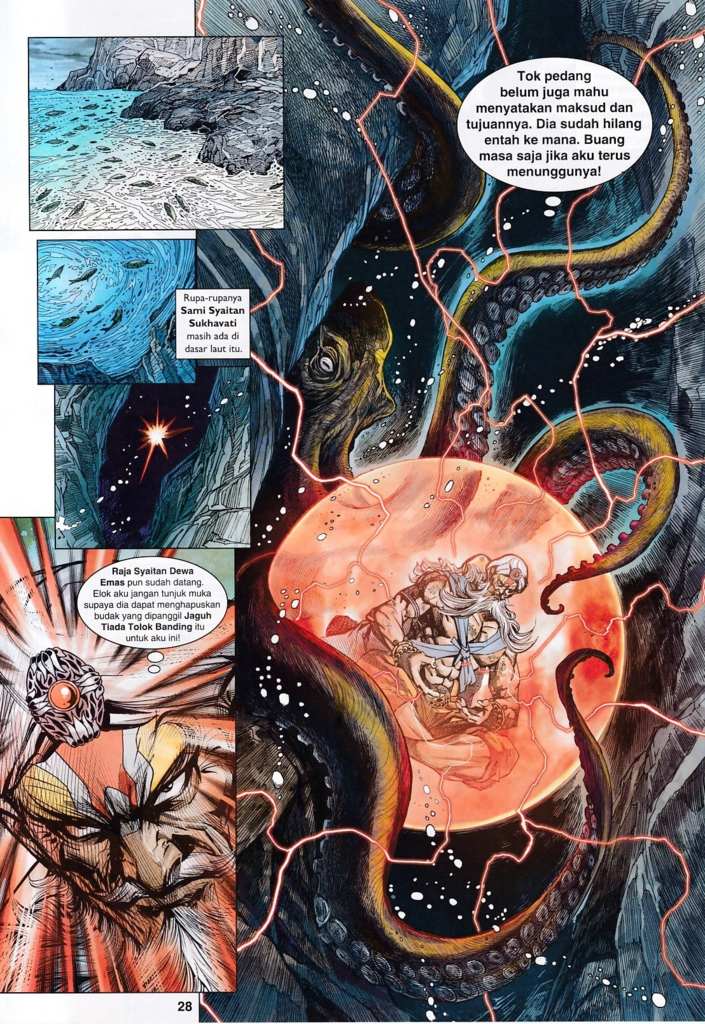 Tok pedang
belum juga mahu
menyatakan maksud dan
tujuannya. Dia sudah hilang
entah ke mana. Buang
masa saja jika aku terus
menunggunya!
Rupa-rupanya
Sami Syaitan
Sukhavati
masih ada di
dasar laut itu.
Raja Syaitan Dewa
Emas pun sudah datang.
Elok aku jangan tunjuk muka
supaya dia dapat menghapuskan
budak yang dipanggil Jaguh
Tiada Tolok Banding itu
untuk aku ini!
28